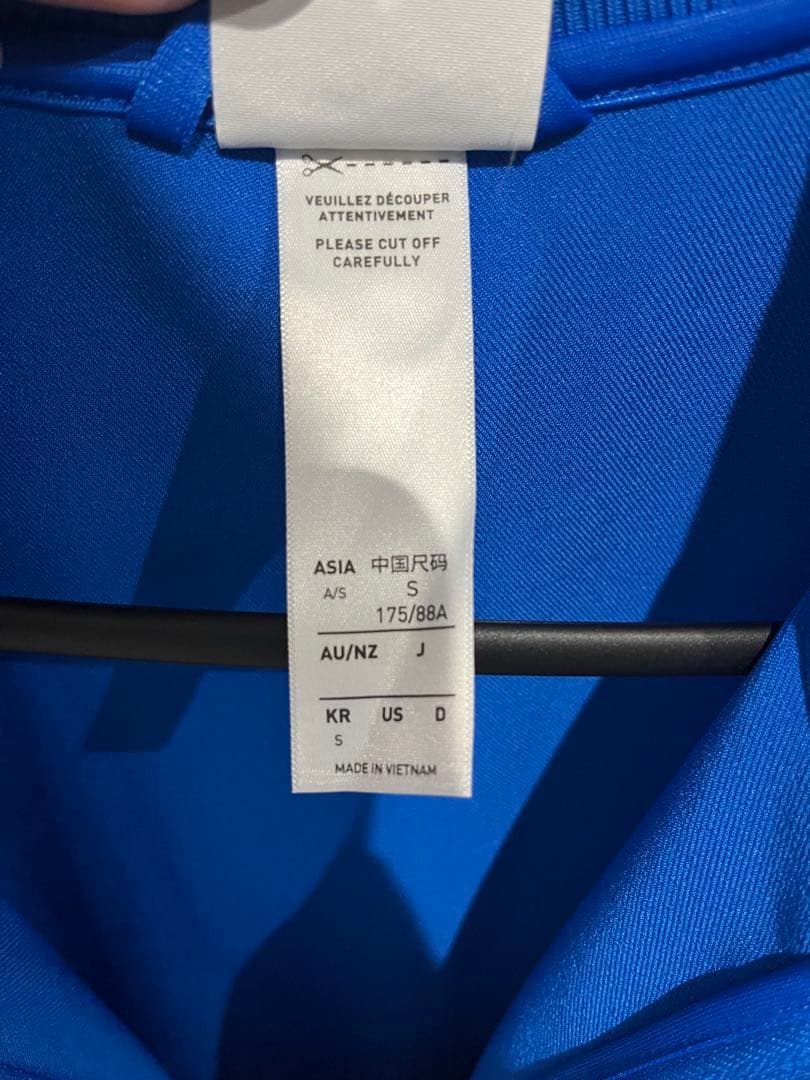 VEUILLEZ DÉCOUPER
ATTENTIVEMENT
PLEASE CUT OFF
CAREFULLY
ASIA 中国尺码
A/S S
175/88A
AU/NZ J
KR US D
S
MADE IN VIETNAM